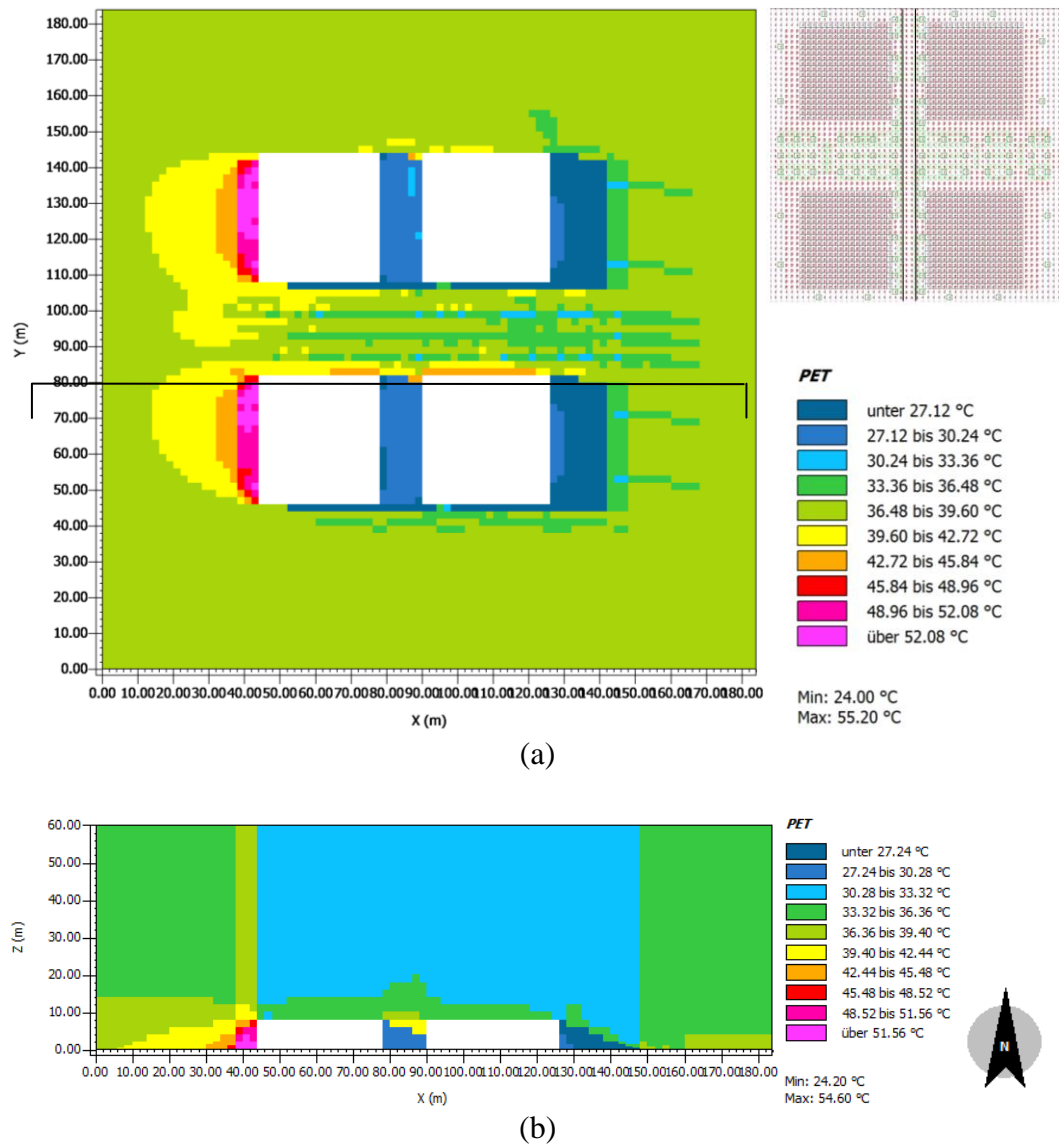 180.00
170.00
160.00
150.00
140.00
130.00
120.00
110.00
100.00
90.00
80.00
70.00
60.00
50.00
40.00
30.00
20.00
10.00
0.00
Y (m)
0.00 10.00 20.00 30.00 40.00 50.00 60.00 70.00 80.00 90.00 100.00 110.00 120.00 130.00 140.00 150.00 160.00 170.00 180.00
X (m)
PET
unter 27.12 °C
27.12 bis 30.24 °C
30.24 bis 33.36 °C
33.36 bis 36.48 °C
36.48 bis 39.60 °C
39.60 bis 42.72 °C
42.72 bis 45.84 °C
45.84 bis 48.96 °C
48.96 bis 52.08 °C
über 52.08 °C
Min: 24.00 °C
Max: 55.20 °C
(a)
60.00
50.00
40.00
30.00
20.00
10.00
0.00
Z (m)
0.00 10.00 20.00 30.00 40.00 50.00 60.00 70.00 80.00 90.00 100.00 110.00 120.00 130.00 140.00 150.00 160.00 170.00 180.00
X (m)
PET
unter 27.24 °C
27.24 bis 30.28 °C
30.28 bis 33.32 °C
33.32 bis 36.36 °C
36.36 bis 39.40 °C
39.40 bis 42.44 °C
42.44 bis 45.48 °C
45.48 bis 48.52 °C
48.52 bis 51.56 °C
über 51.56 °C
Min: 24.20 °C
Max: 54.60 °C
N
(b)